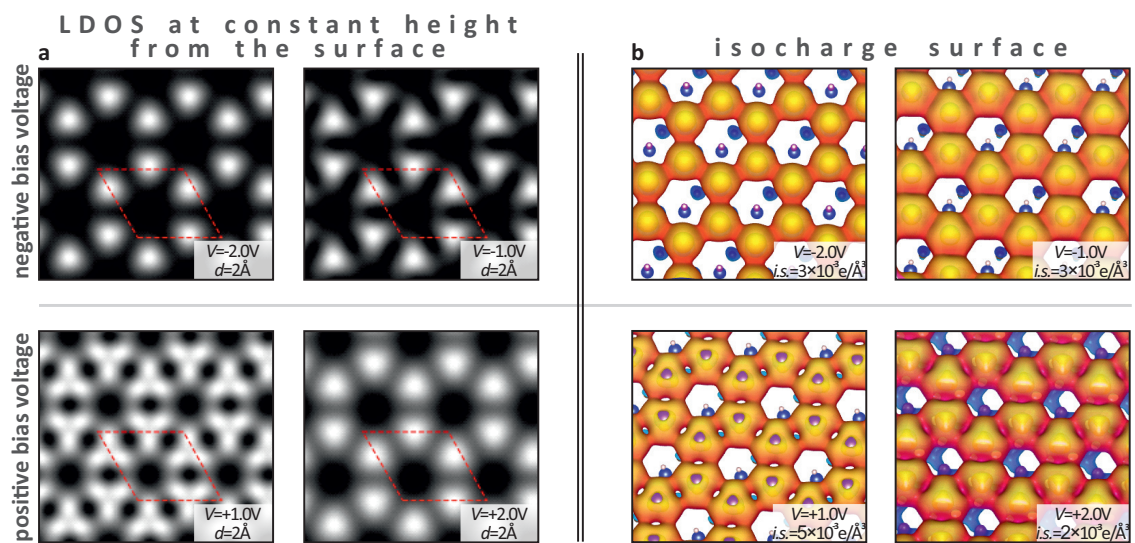 LDOS at constant height
from the surface
a
b
isocharge surface
negative bias voltage
V=-2.0V
d=2Å
V=-1.0V
d=2Å
V=-2.0V
i.s.=3×10⁻³e/Å³
V=-1.0V
i.s.=3×10⁻³e/Å³
positive bias voltage
V=+1.0V
d=2Å
V=+2.0V
d=2Å
V=+1.0V
i.s.=5×10⁻³e/Å³
V=+2.0V
i.s.=2×10⁻³e/Å³